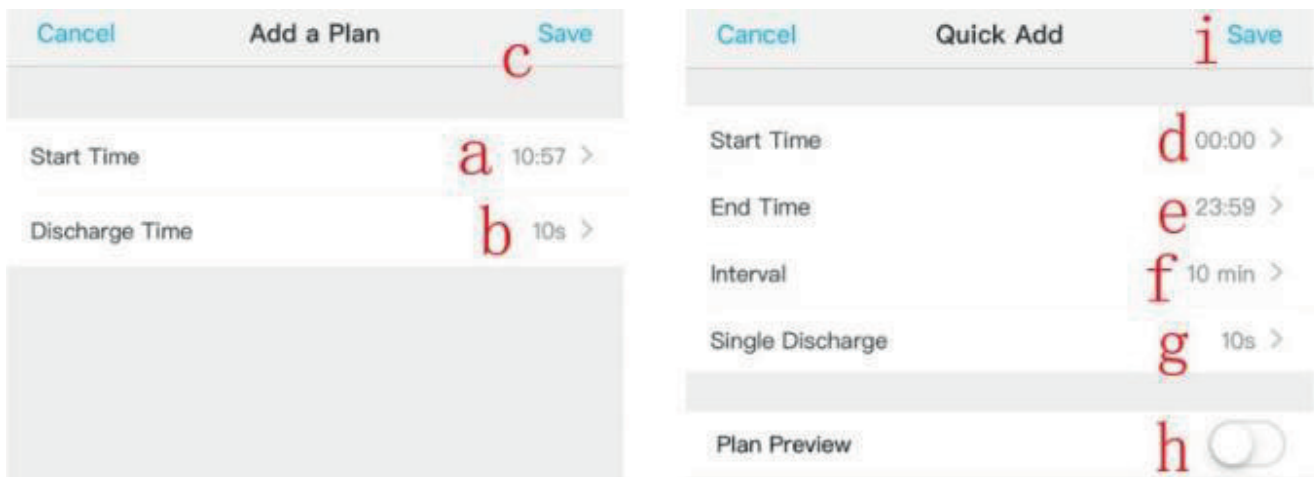 Cancel Add a Plan c Save
Start Time a 10:57 >
Discharge Time b 10s >
Cancel Quick Add i Save
Start Time d 00:00 >
End Time e 23:59 >
Interval f 10 min >
Single Discharge g 10s >
Plan Preview h